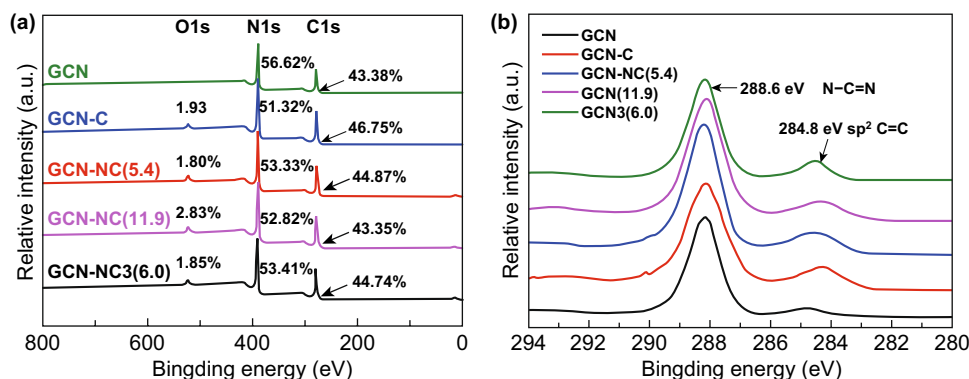 (a)
O1s N1s C1s
GCN
56.62%
43.38%
GCN-C
1.93
51.32%
46.75%
GCN-NC(5.4)
1.80%
53.33%
44.87%
GCN-NC(11.9)
2.83%
52.82%
43.35%
GCN-NC3(6.0)
1.85%
53.41%
44.74%
Relative intensity (a.u.)
800 600 400 200 0
Bingding energy (eV)
(b)
GCN
GCN-C
GCN-NC(5.4)
GCN(11.9)
GCN3(6.0)
288.6 eV N−C=N
284.8 eV sp² C=C
Relative intensity (a.u.)
294 292 290 288 286 284 282 280
Bingding energy (eV)